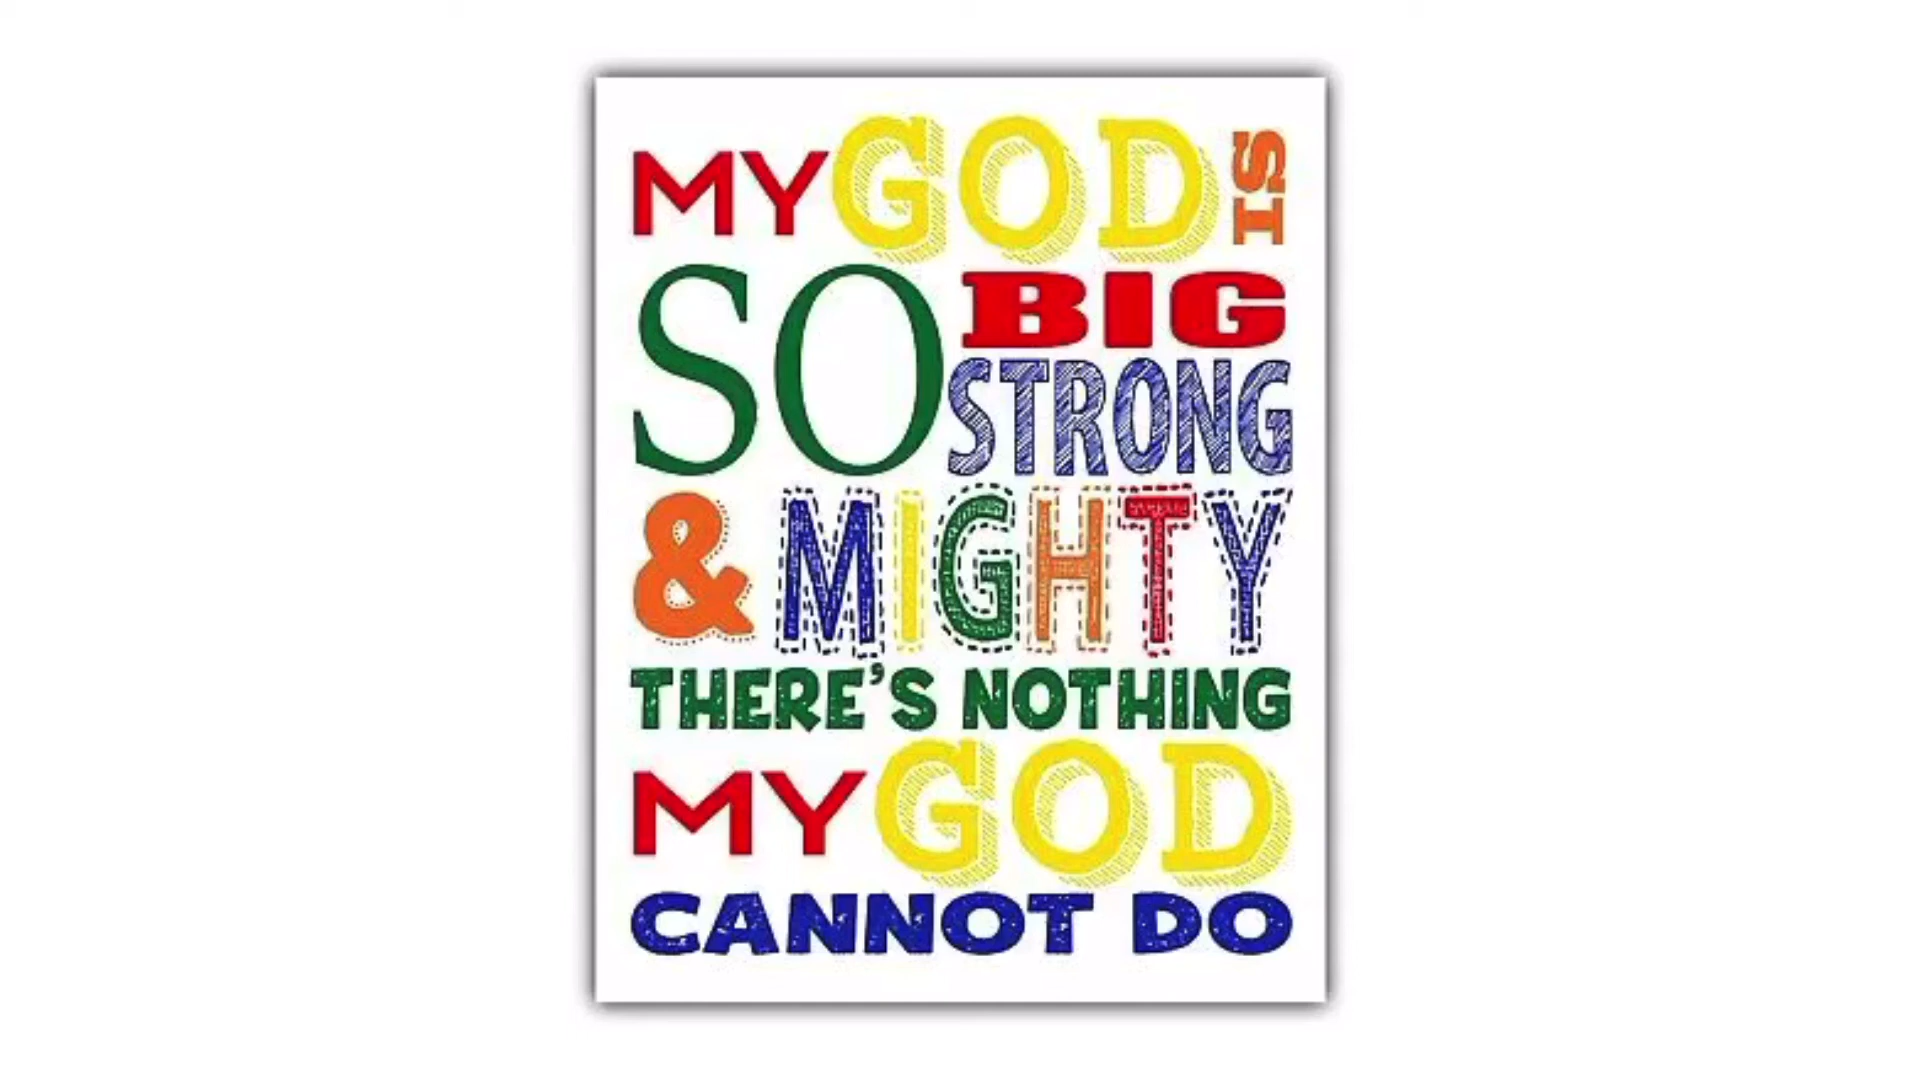 MY GOD IS
SO BIG
STRONG
& MIGHTY
THERE'S NOTHING
MY GOD
CANNOT DO